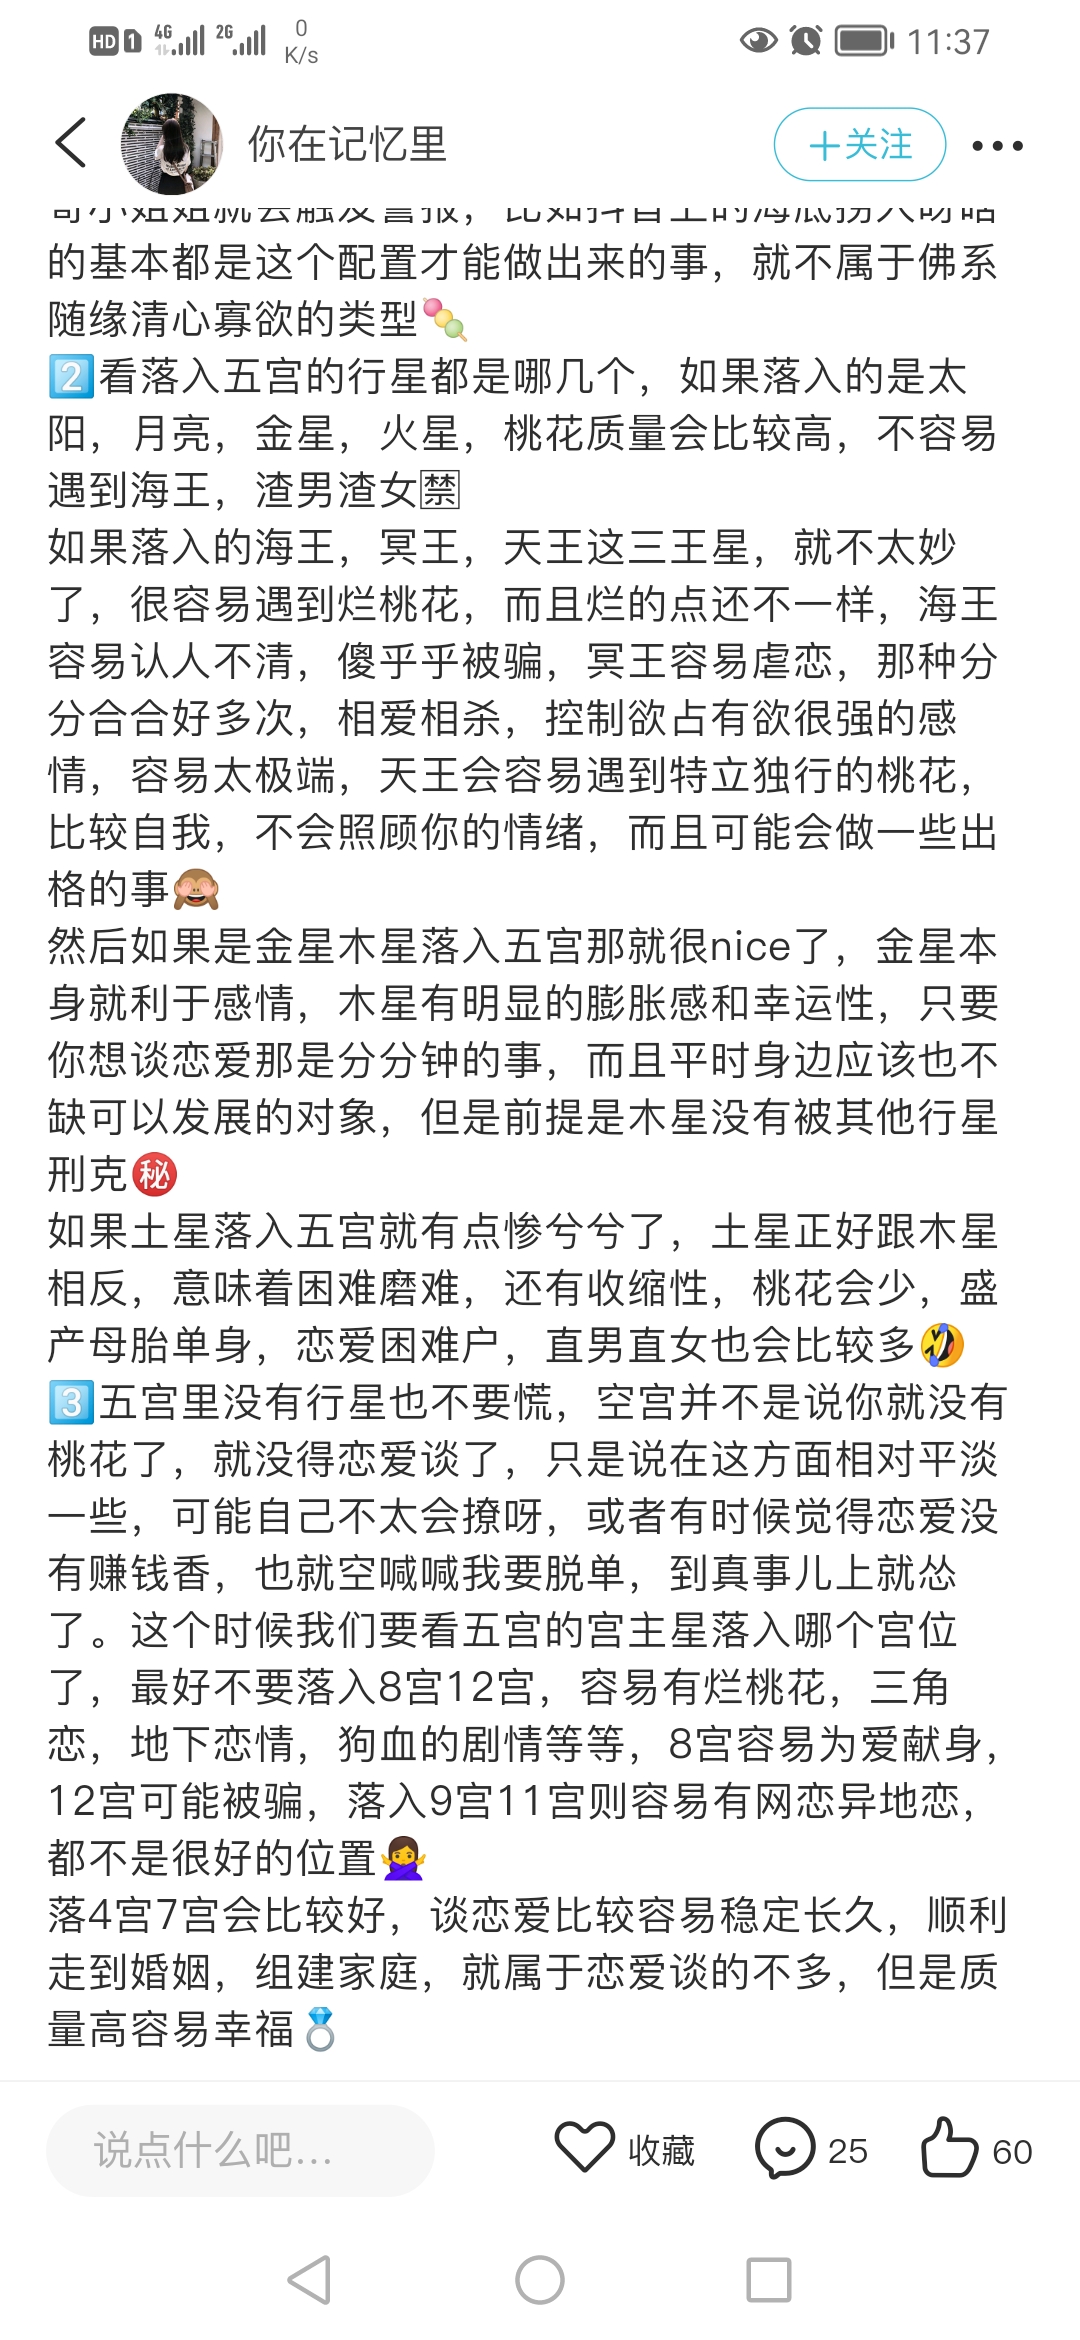 HD 1 4G 2G 0 K/s 11:37
你在记忆里
+关注
的基本都是这个配置才能做出来的事，就不属于佛系
随缘清心寡欲的类型🍡
2️⃣看落入五宫的行星都是哪几个，如果落入的是太
阳，月亮，金星，火星，桃花质量会比较高，不容易
遇到海王，渣男渣女🈲
如果落入的海王，冥王，天王这三王星，就不太妙
了，很容易遇到烂桃花，而且烂的点还不一样，海王
容易认人不清，傻乎乎被骗，冥王容易虐恋，那种分
分合合好多次，相爱相杀，控制欲占有欲很强的感
情，容易太极端，天王会容易遇到特立独行的桃花，
比较自我，不会照顾你的情绪，而且可能会做一些出
格的事🙈
然后如果是金星木星落入五宫那就很nice了，金星本
身就利于感情，木星有明显的膨胀感和幸运性，只要
你想谈恋爱那是分分钟的事，而且平时身边应该也不
缺可以发展的对象，但是前提是木星没有被其他行星
刑克㊙️
如果土星落入五宫就有点惨兮兮了，土星正好跟木星
相反，意味着困难磨难，还有收缩性，桃花会少，盛
产母胎单身，恋爱困难户，直男直女也会比较多🤣
3️⃣五宫里没有行星也不要慌，空宫并不是说你就没有
桃花了，就没得恋爱谈了，只是说在这方面相对平淡
一些，可能自己不太会撩呀，或者有时候觉得恋爱没
有赚钱香，也就空喊喊我要脱单，到真事儿上就怂
了。这个时候我们要看五宫的宫主星落入哪个宫位
了，最好不要落入8宫12宫，容易有烂桃花，三角
恋，地下恋情，狗血的剧情等等，8宫容易为爱献身，
12宫可能被骗，落入9宫11宫则容易有网恋异地恋，
都不是很好的位置🙅‍♀️
落4宫7宫会比较好，谈恋爱比较容易稳定长久，顺利
走到婚姻，组建家庭，就属于恋爱谈的不多，但是质
量高容易幸福💍
说点什么吧...
收藏
25
60